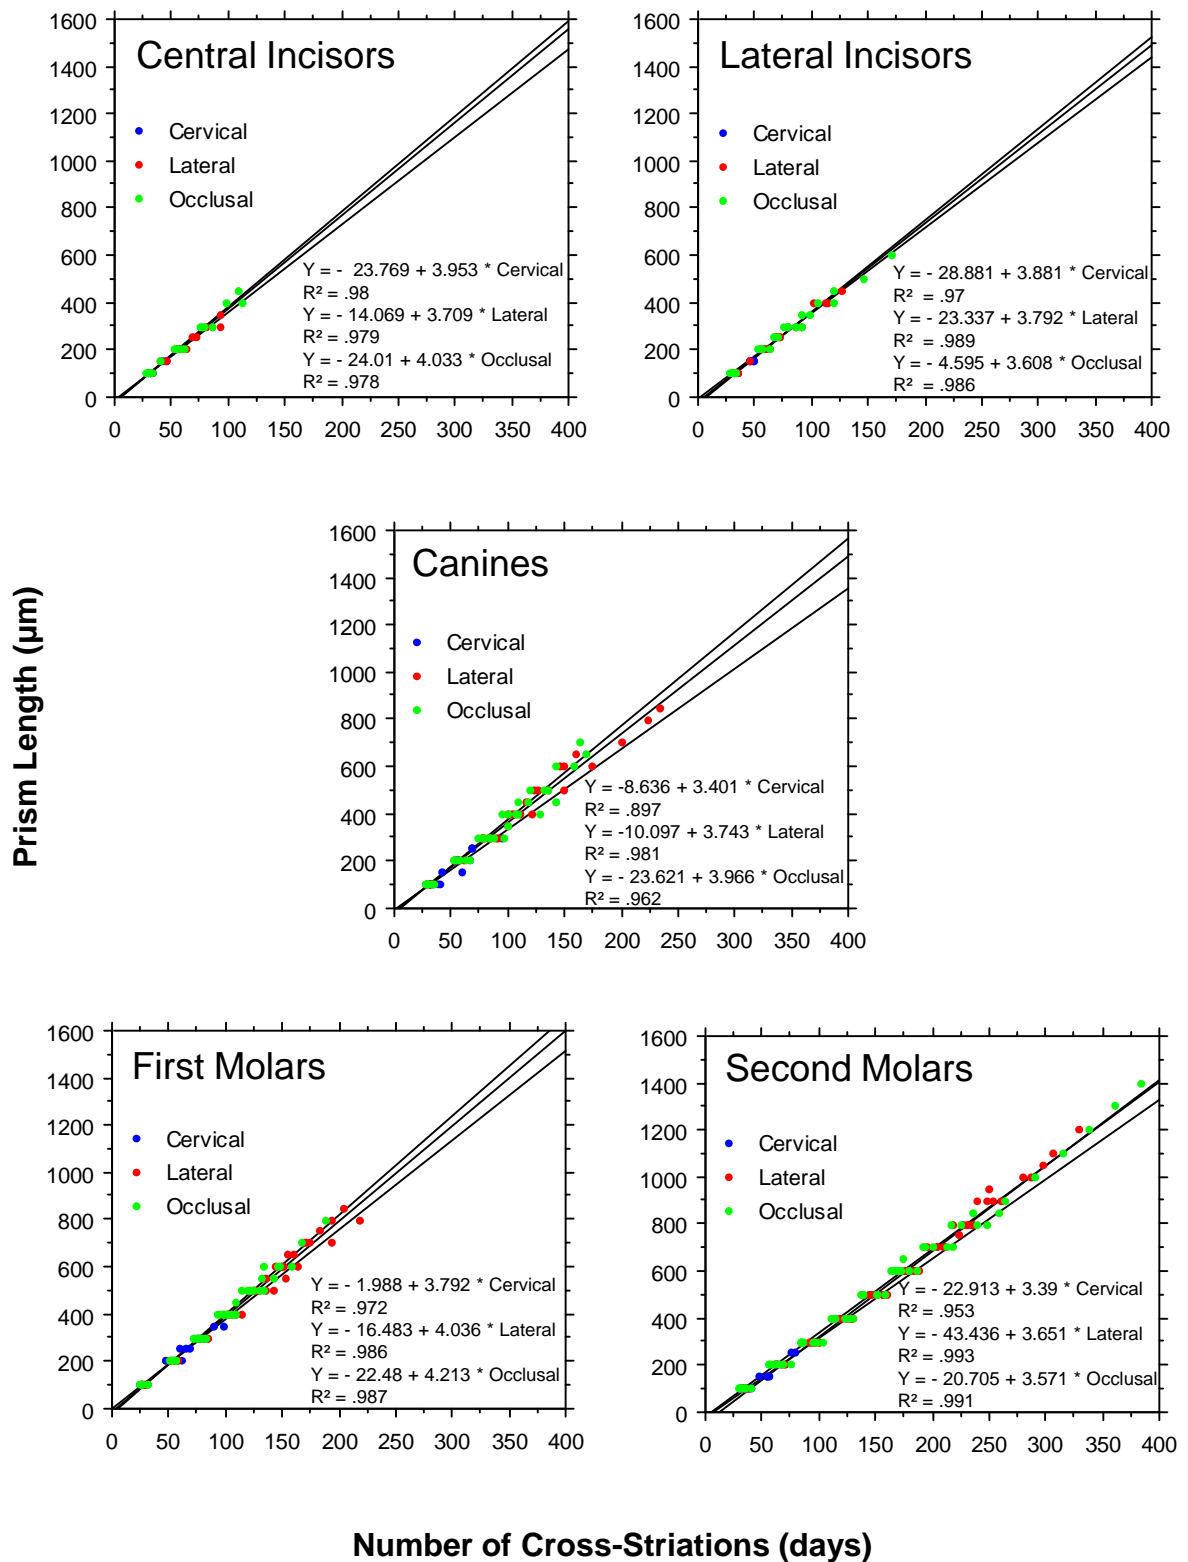 Central Incisors
1600
1400
1200
1000
800
600
400
200
0
Cervical
Lateral
Occlusal
Y = - 23.769 + 3.953 * Cervical
R² = .98
Y = - 14.069 + 3.709 * Lateral
R² = .979
Y = - 24.01 + 4.033 * Occlusal
R² = .978
0 50 100 150 200 250 300 350 400
Lateral Incisors
1600
1400
1200
1000
800
600
400
200
0
Cervical
Lateral
Occlusal
Y = - 28.881 + 3.881 * Cervical
R² = .97
Y = - 23.337 + 3.792 * Lateral
R² = .989
Y = - 4.595 + 3.608 * Occlusal
R² = .986
0 50 100 150 200 250 300 350 400
Prism Length (µm)
Canines
1600
1400
1200
1000
800
600
400
200
0
Cervical
Lateral
Occlusal
Y = -8.636 + 3.401 * Cervical
R² = .897
Y = -10.097 + 3.743 * Lateral
R² = .981
Y = - 23.621 + 3.966 * Occlusal
R² = .962
0 50 100 150 200 250 300 350 400
First Molars
1600
1400
1200
1000
800
600
400
200
0
Cervical
Lateral
Occlusal
Y = - 1.988 + 3.792 * Cervical
R² = .972
Y = - 16.483 + 4.036 * Lateral
R² = .986
Y = - 22.48 + 4.213 * Occlusal
R² = .987
0 50 100 150 200 250 300 350 400
Second Molars
1600
1400
1200
1000
800
600
400
200
0
Cervical
Lateral
Occlusal
Y = - 22.913 + 3.39 * Cervical
R² = .953
Y = - 43.436 + 3.651 * Lateral
R² = .993
Y = - 20.705 + 3.571 * Occlusal
R² = .991
0 50 100 150 200 250 300 350 400
Number of Cross-Striations (days)